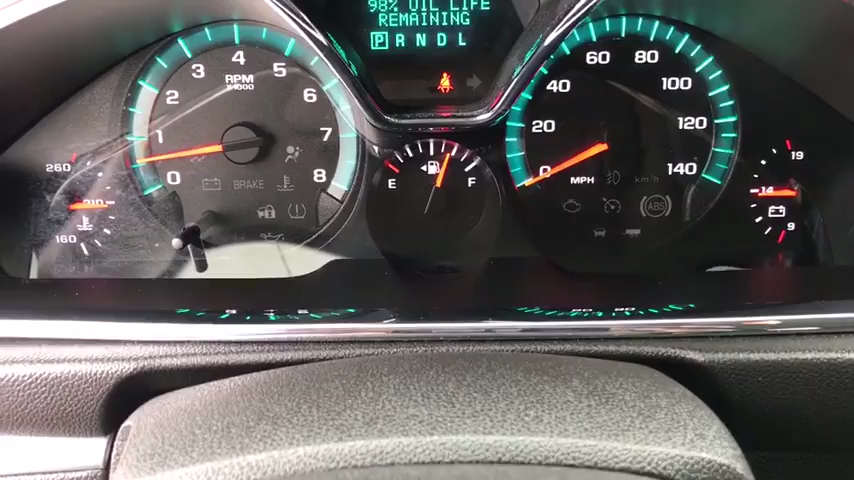 98% OIL LIFE
REMAINING
P R N D L
0 1 2 3 4 5 6 7 8
RPM
X1000
BRAKE
260
210
160
E F
0 20 40 60 80 100 120 140
MPH
km/h
ABS
19
14
9